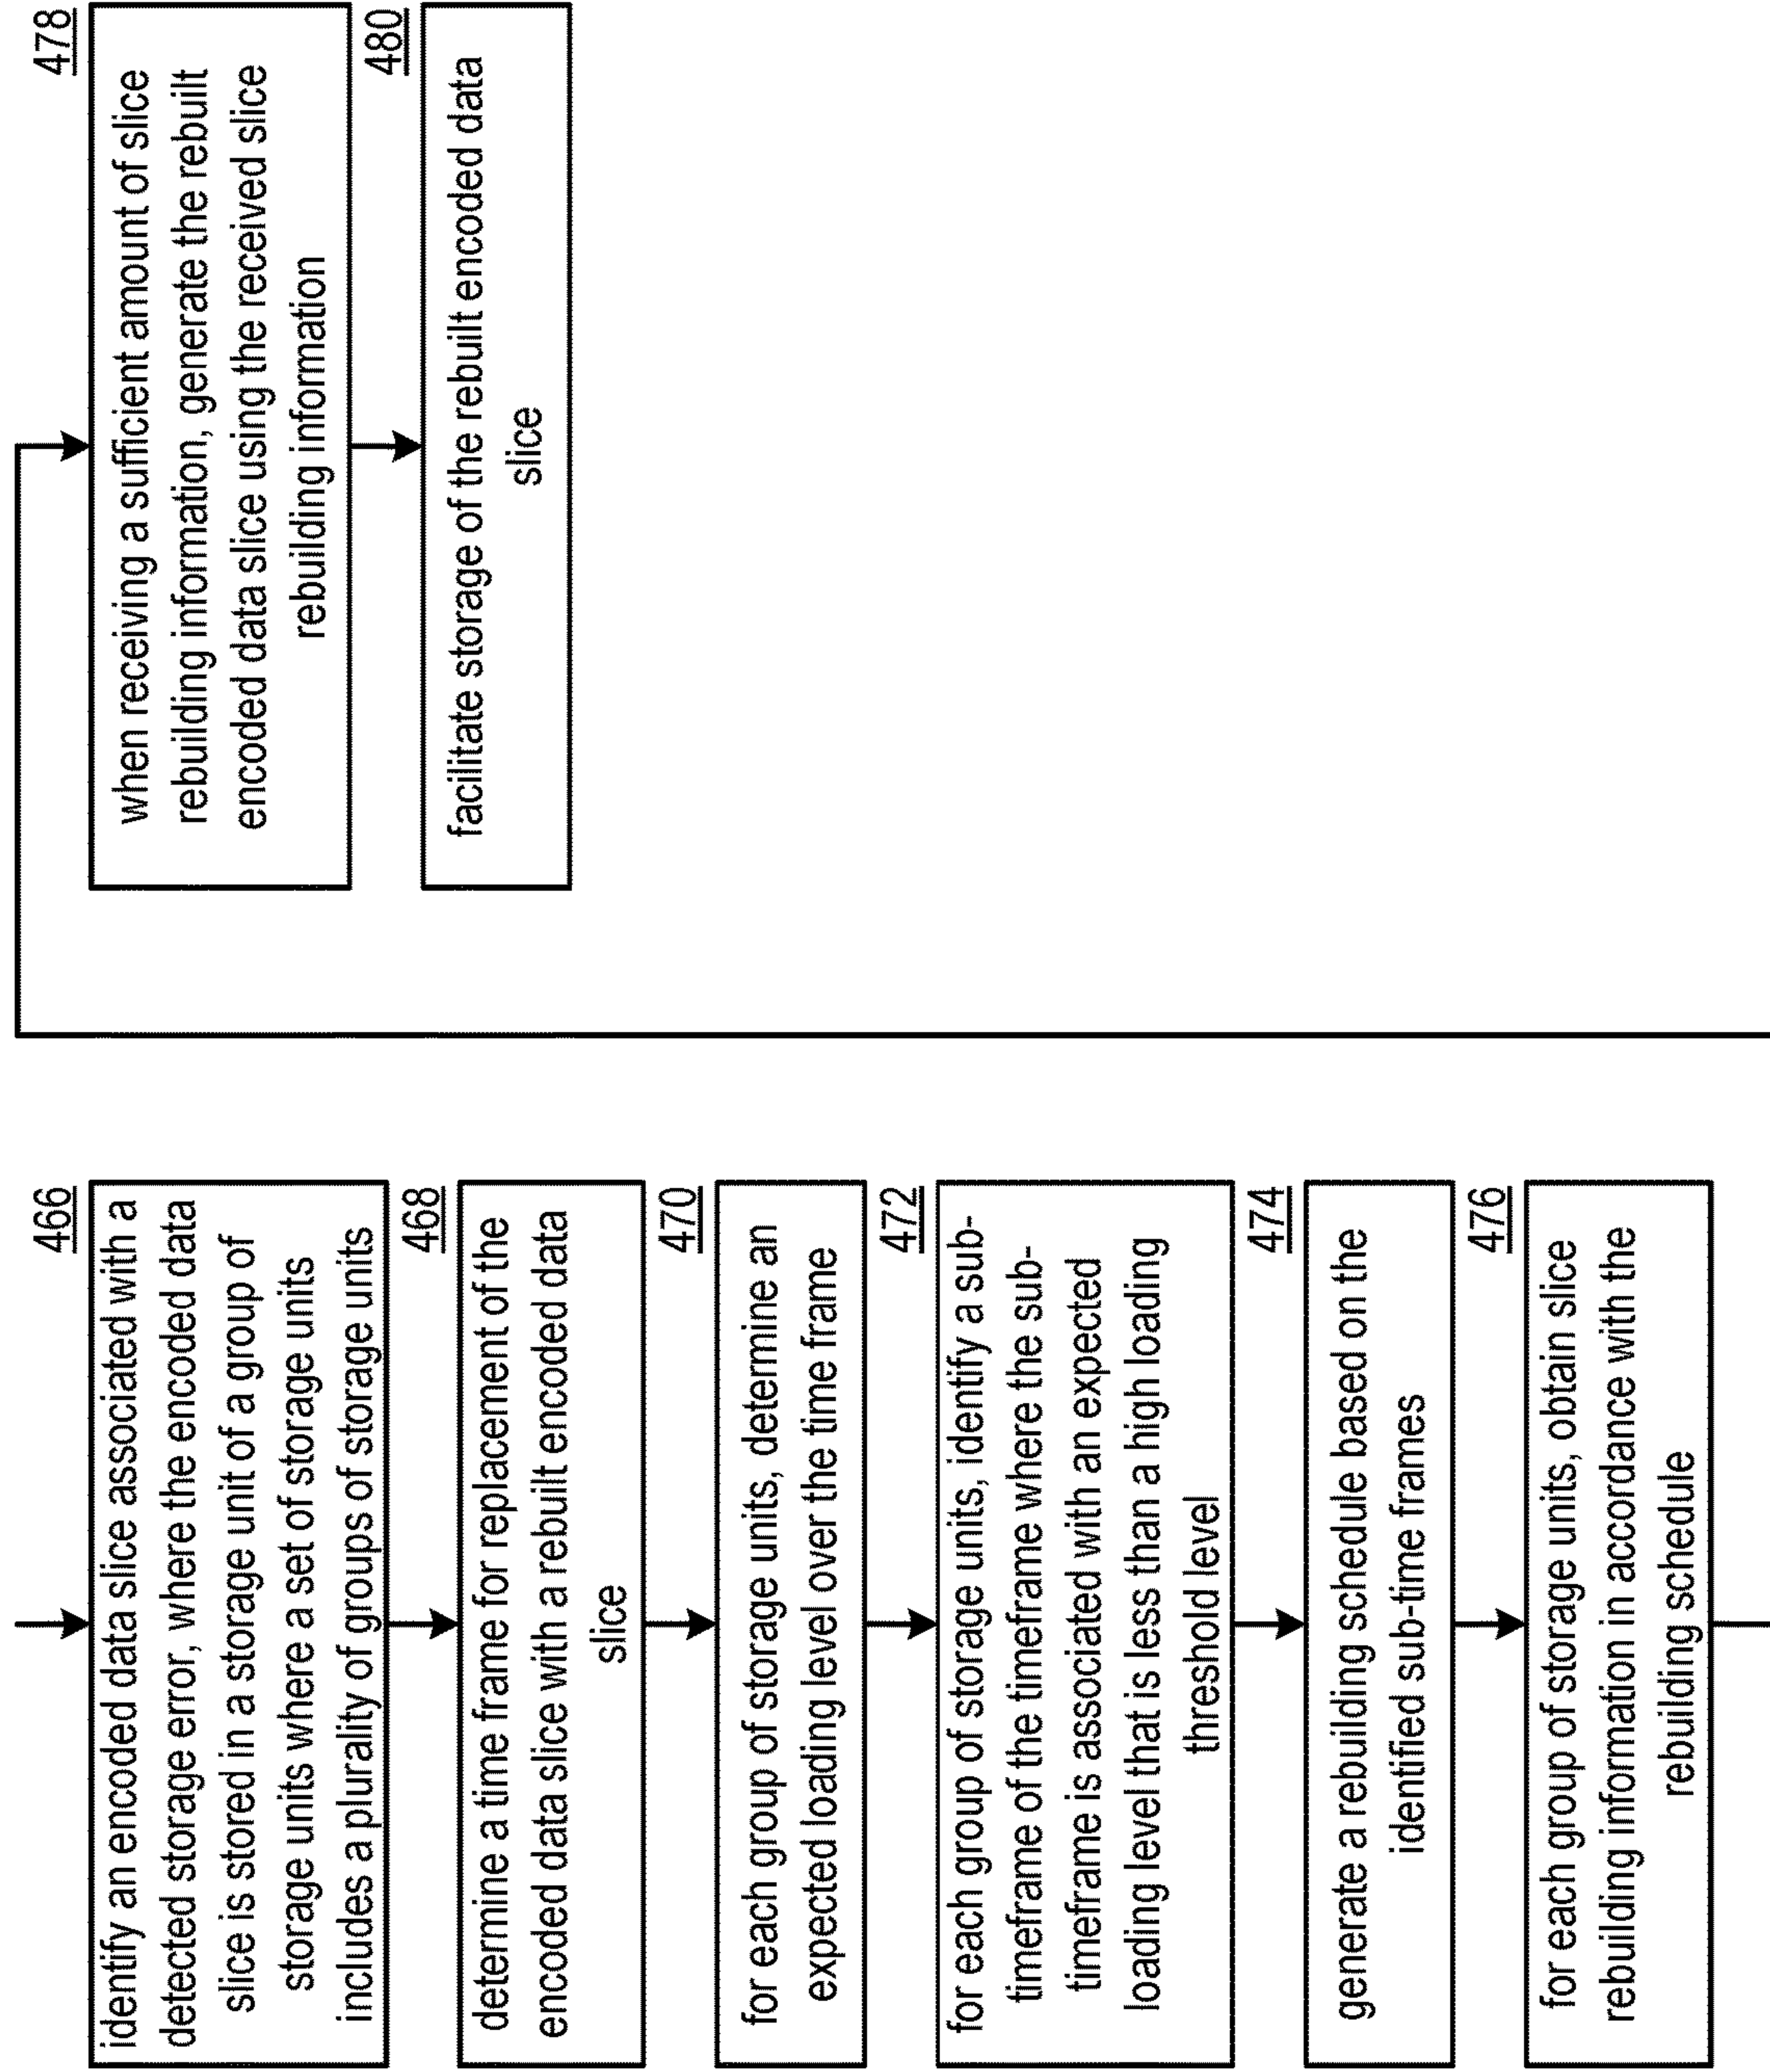 466
identify an encoded data slice associated with a
detected storage error, where the encoded data
slice is stored in a storage unit of a group of
storage units where a set of storage units
includes a plurality of groups of storage units
468
determine a time frame for replacement of the
encoded data slice with a rebuilt encoded data
slice
470
for each group of storage units, determine an
expected loading level over the time frame
472
for each group of storage units, identify a sub-
timeframe of the timeframe where the sub-
timeframe is associated with an expected
loading level that is less than a high loading
threshold level
474
generate a rebuilding schedule based on the
identified sub-time frames
476
for each group of storage units, obtain slice
rebuilding information in accordance with the
rebuilding schedule
478
when receiving a sufficient amount of slice
rebuilding information, generate the rebuilt
encoded data slice using the received slice
rebuilding information
480
facilitate storage of the rebuilt encoded data
slice